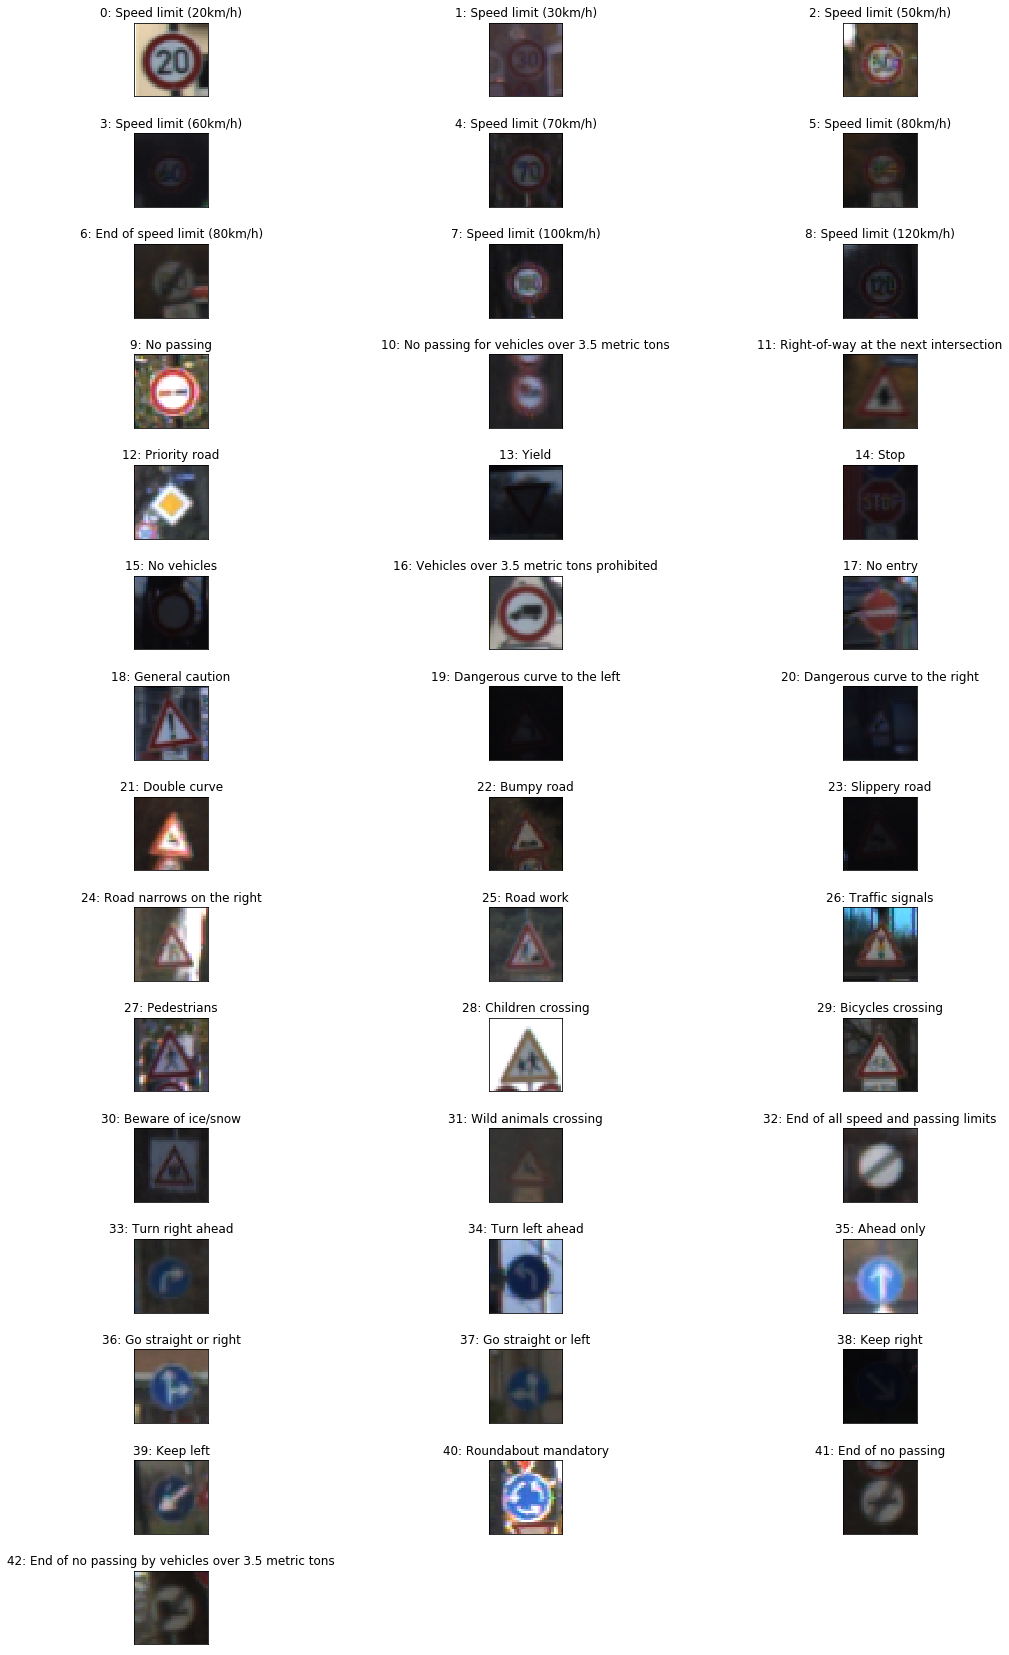 0: Speed limit (20km/h)
1: Speed limit (30km/h)
2: Speed limit (50km/h)
20
30
50
3: Speed limit (60km/h)
4: Speed limit (70km/h)
5: Speed limit (80km/h)
60
70
6: End of speed limit (80km/h)
7: Speed limit (100km/h)
8: Speed limit (120km/h)
100
120
9: No passing
10: No passing for vehicles over 3.5 metric tons
11: Right-of-way at the next intersection
12: Priority road
13: Yield
14: Stop
STOP
15: No vehicles
16: Vehicles over 3.5 metric tons prohibited
17: No entry
18: General caution
19: Dangerous curve to the left
20: Dangerous curve to the right
21: Double curve
22: Bumpy road
23: Slippery road
24: Road narrows on the right
25: Road work
26: Traffic signals
27: Pedestrians
28: Children crossing
29: Bicycles crossing
30: Beware of ice/snow
31: Wild animals crossing
32: End of all speed and passing limits
33: Turn right ahead
34: Turn left ahead
35: Ahead only
36: Go straight or right
37: Go straight or left
38: Keep right
39: Keep left
40: Roundabout mandatory
41: End of no passing
42: End of no passing by vehicles over 3.5 metric tons